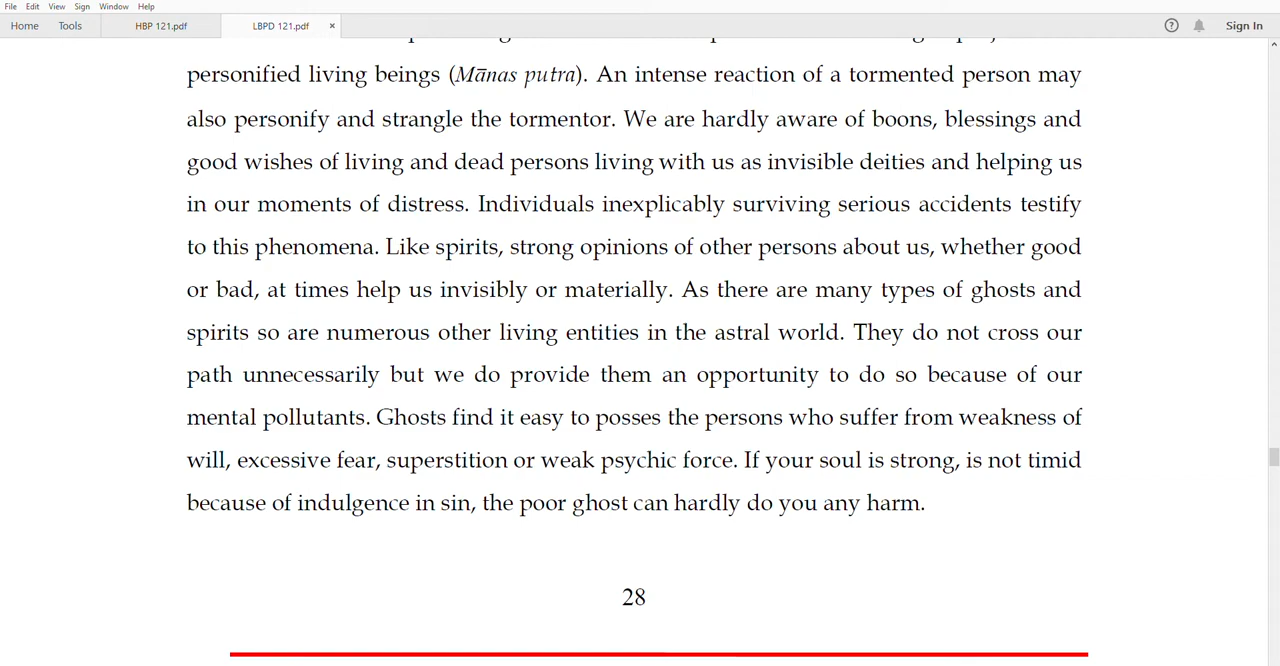 File Edit View Sign Window Help
Home Tools HBP 121.pdf LBPD 121.pdf × ? Sign In
personified living beings (Mānas putra). An intense reaction of a tormented person may
also personify and strangle the tormentor. We are hardly aware of boons, blessings and
good wishes of living and dead persons living with us as invisible deities and helping us
in our moments of distress. Individuals inexplicably surviving serious accidents testify
to this phenomena. Like spirits, strong opinions of other persons about us, whether good
or bad, at times help us invisibly or materially. As there are many types of ghosts and
spirits so are numerous other living entities in the astral world. They do not cross our
path unnecessarily but we do provide them an opportunity to do so because of our
mental pollutants. Ghosts find it easy to posses the persons who suffer from weakness of
will, excessive fear, superstition or weak psychic force. If your soul is strong, is not timid
because of indulgence in sin, the poor ghost can hardly do you any harm.
28